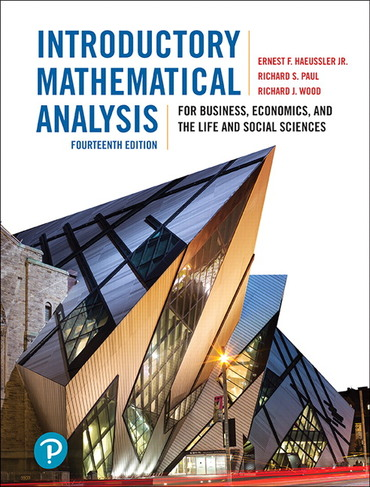 INTRODUCTORY
MATHEMATICAL
ANALYSIS
FOURTEENTH EDITION
ERNEST F. HAEUSSLER JR.
RICHARD S. PAUL
RICHARD J. WOOD
FOR BUSINESS, ECONOMICS, AND
THE LIFE AND SOCIAL SCIENCES
P